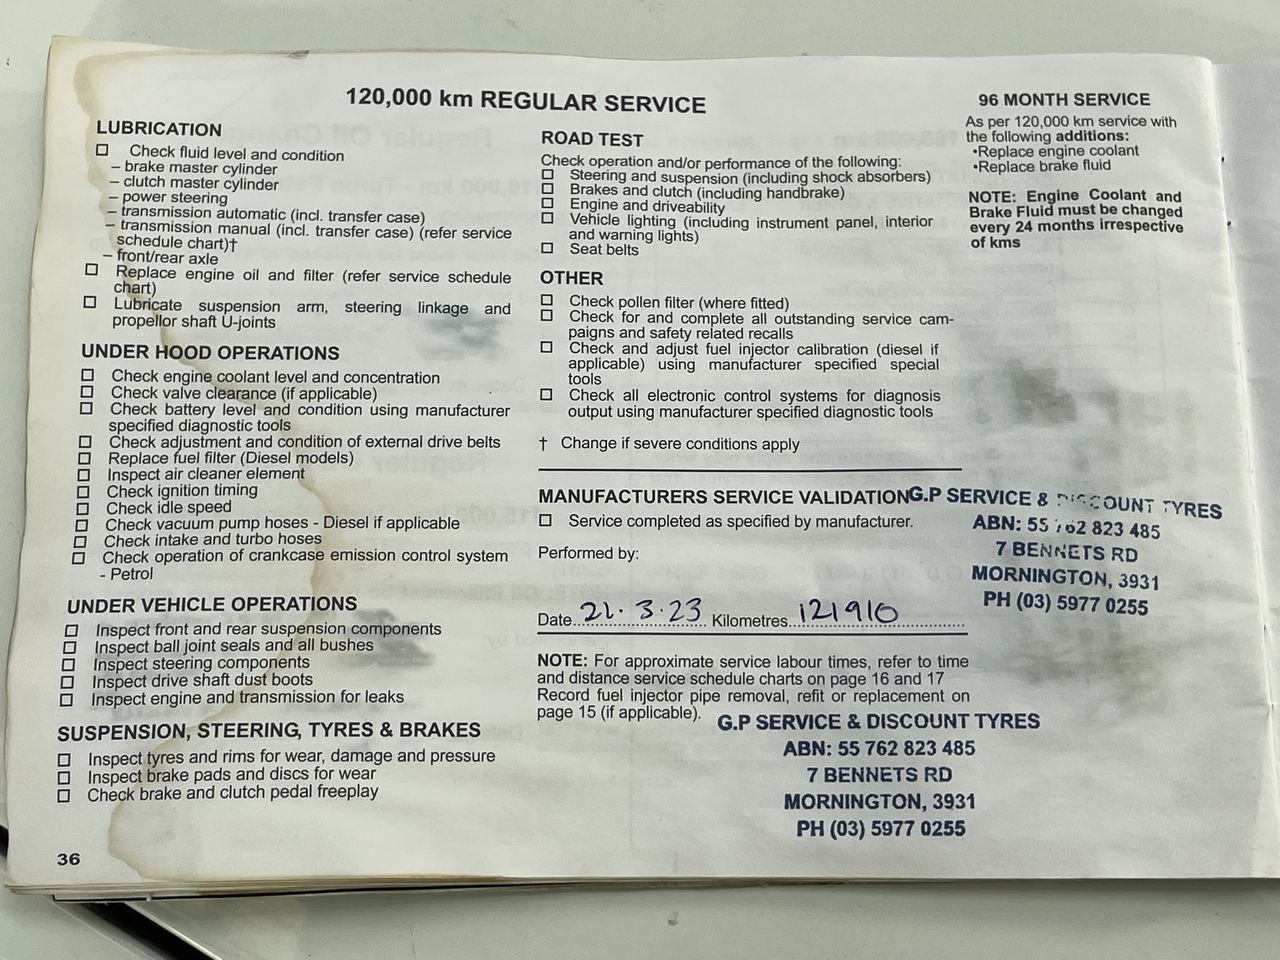 120,000 km REGULAR SERVICE
LUBRICATION
Check fluid level and condition
– brake master cylinder
– clutch master cylinder
– power steering
– transmission automatic (incl. transfer case)
– transmission manual (incl. transfer case) (refer service
schedule chart)†
– front/rear axle
Replace engine oil and filter (refer service schedule
chart)
Lubricate suspension arm, steering linkage and
propellor shaft U-joints
UNDER HOOD OPERATIONS
Check engine coolant level and concentration
Check valve clearance (if applicable)
Check battery level and condition using manufacturer
specified diagnostic tools
Check adjustment and condition of external drive belts
Replace fuel filter (Diesel models)
Inspect air cleaner element
Check ignition timing
Check idle speed
Check vacuum pump hoses - Diesel if applicable
Check intake and turbo hoses
Check operation of crankcase emission control system
- Petrol
UNDER VEHICLE OPERATIONS
Inspect front and rear suspension components
Inspect ball joint seals and all bushes
Inspect steering components
Inspect drive shaft dust boots
Inspect engine and transmission for leaks
SUSPENSION, STEERING, TYRES & BRAKES
Inspect tyres and rims for wear, damage and pressure
Inspect brake pads and discs for wear
Check brake and clutch pedal freeplay
36
ROAD TEST
Check operation and/or performance of the following:
Steering and suspension (including shock absorbers)
Brakes and clutch (including handbrake)
Engine and driveability
Vehicle lighting (including instrument panel, interior
and warning lights)
Seat belts
OTHER
Check pollen filter (where fitted)
Check for and complete all outstanding service cam-
paigns and safety related recalls
Check and adjust fuel injector calibration (diesel if
applicable) using manufacturer specified special
tools
Check all electronic control systems for diagnosis
output using manufacturer specified diagnostic tools
† Change if severe conditions apply
MANUFACTURERS SERVICE VALIDATION
Service completed as specified by manufacturer.
Performed by:
Date 21.3.23 Kilometres 121910
NOTE: For approximate service labour times, refer to time
and distance service schedule charts on page 16 and 17
Record fuel injector pipe removal, refit or replacement on
page 15 (if applicable).
G.P SERVICE & DISCOUNT TYRES
ABN: 55 762 823 485
7 BENNETS RD
MORNINGTON, 3931
PH (03) 5977 0255
96 MONTH SERVICE
As per 120,000 km service with
the following additions:
•Replace engine coolant
•Replace brake fluid
NOTE: Engine Coolant and
Brake Fluid must be changed
every 24 months irrespective
of kms
G.P SERVICE & DISCOUNT TYRES
ABN: 55 762 823 485
7 BENNETS RD
MORNINGTON, 3931
PH (03) 5977 0255